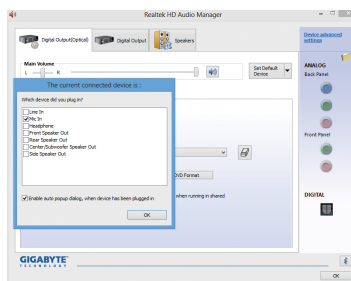 Realtek HD Audio Manager
Digital Output(Optical)
Digital Output
Speakers
Device advanced settings
Main Volume
L
R
Set Default Device
ANALOG
Back Panel
The current connected device is :
Which device did you plug in?
Line In
Mic In
Headphone
Front Speaker Out
Rear Speaker Out
Center/Subwoofer Speaker Out
Side Speaker Out
Front Panel
DVD Format
Enable auto popup dialog, when device has been plugged in
when running in shared
DIGITAL
OK
GIGABYTE
TECHNOLOGY
OK